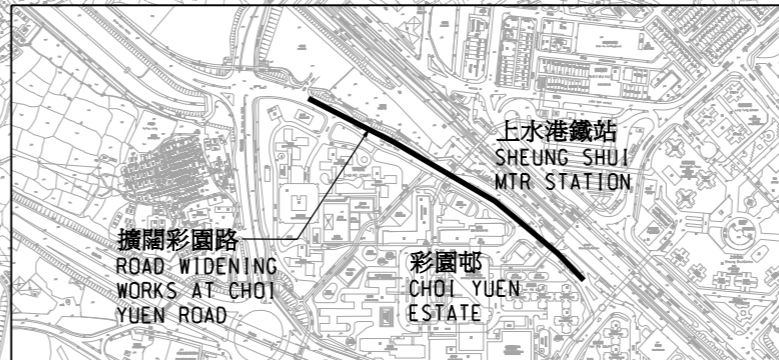 上水港鐵站
SHEUNG SHUI
MTR STATION
擴闊彩園路
ROAD WIDENING
WORKS AT CHOI
YUEN ROAD
彩園邨
CHOI YUEN
ESTATE